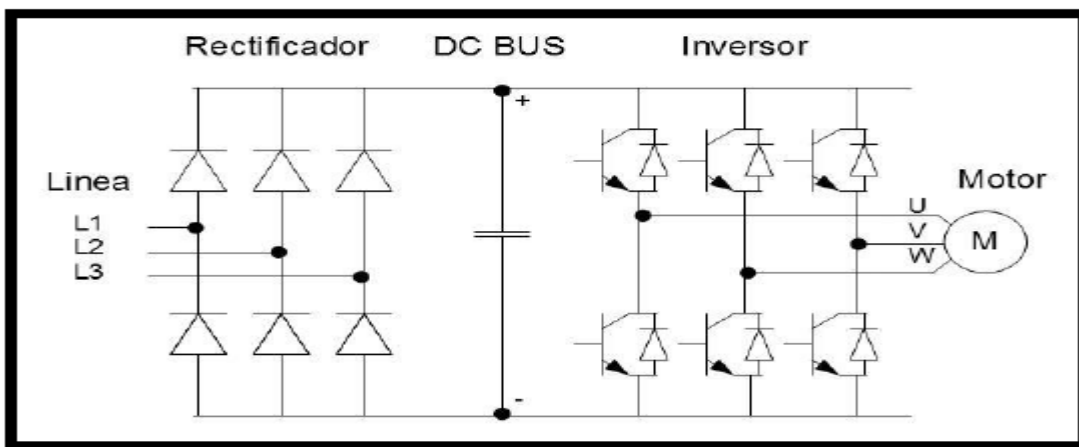 Rectificador DC BUS Inversor
+
Linea
Motor
L1
L2
L3
U
V
W
M
-